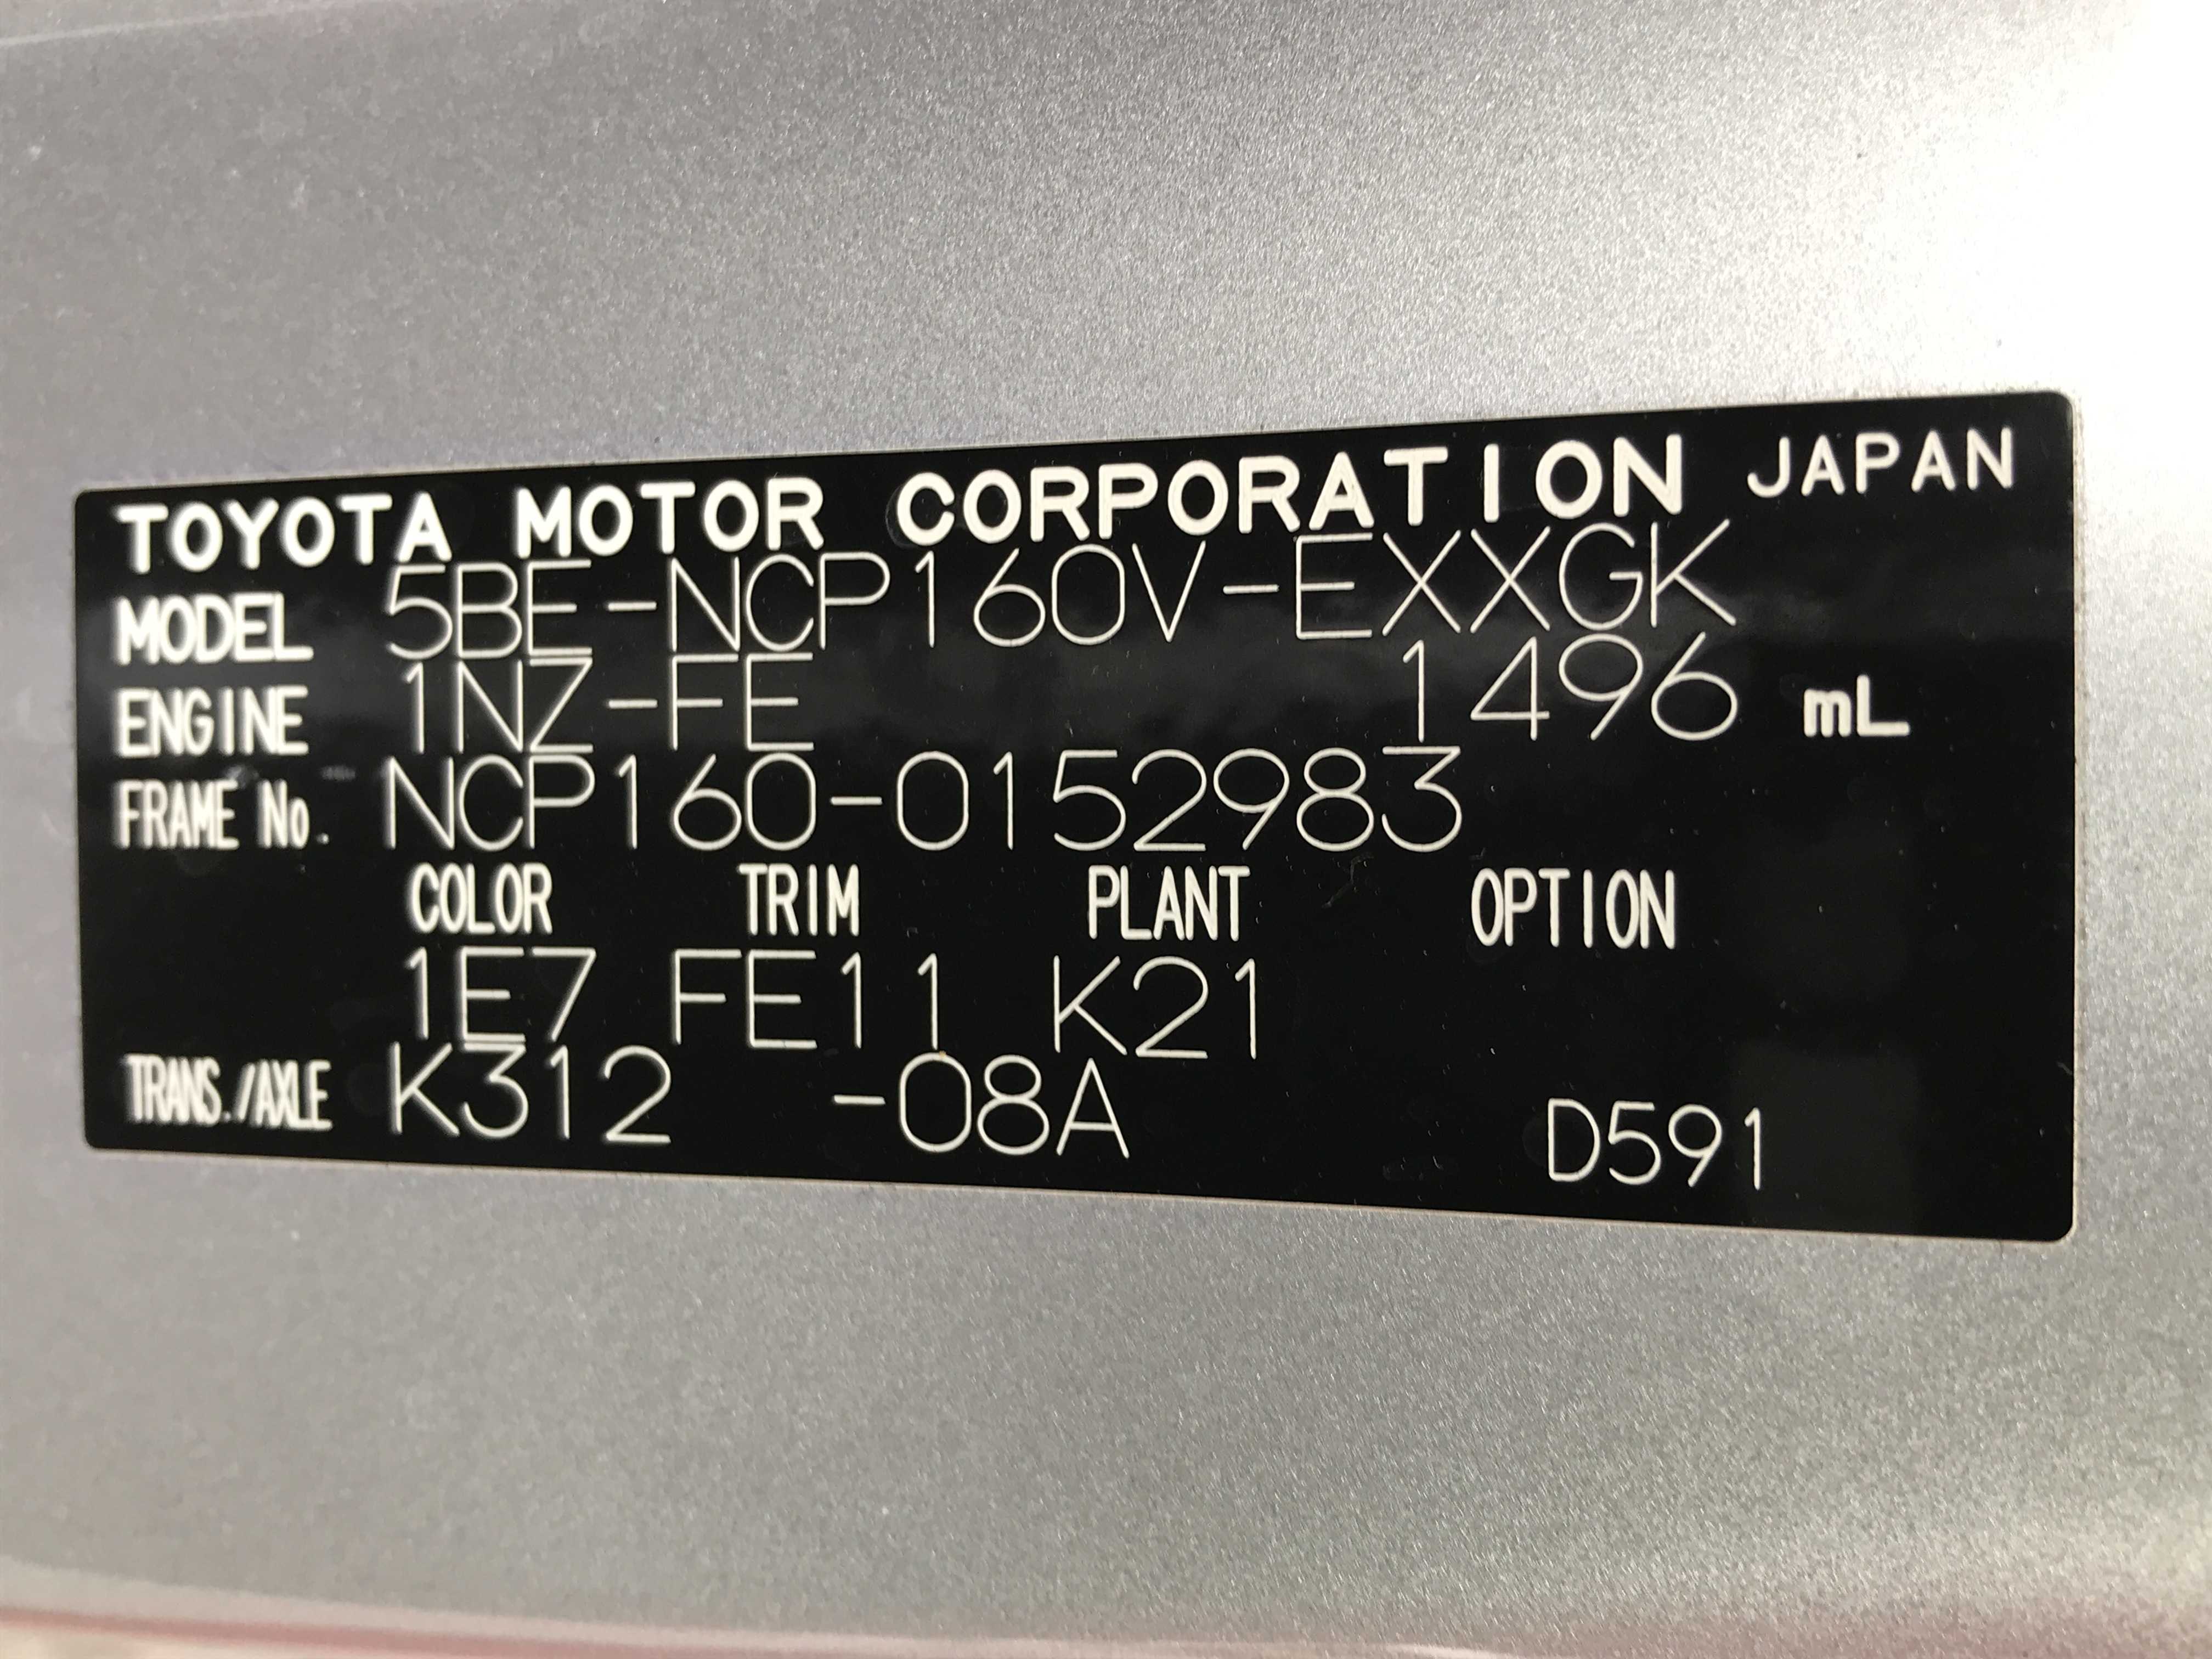 TOYOTA MOTOR CORPORATION JAPAN
MODEL 5BE-NCP160V-EXXGK
ENGINE 1NZ-FE 1496 mL
FRAME No. NCP160-0152983
COLOR TRIM PLANT OPTION
1E7 FE11 K21
TRANS./AXLE K312 -08A D591